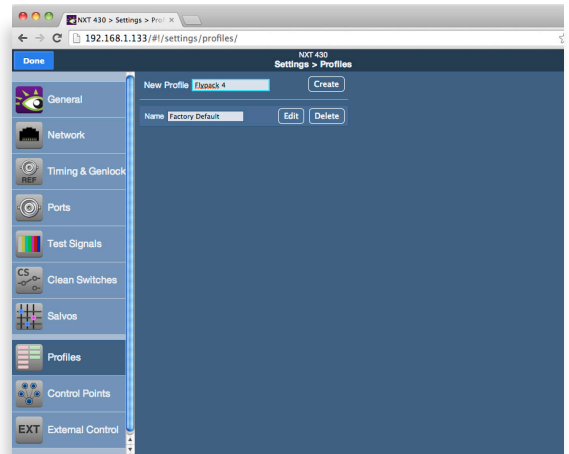 NXT 430 > Settings > Prof
192.168.1.133/#!/settings/profiles/
Done
NXT 430
Settings > Profiles
General
Network
REF
Timing & Genlock
Ports
Test Signals
CS
Clean Switches
Salvos
Profiles
Control Points
EXT
External Control
New Profile Flypack 4 Create
Name Factory Default Edit Delete